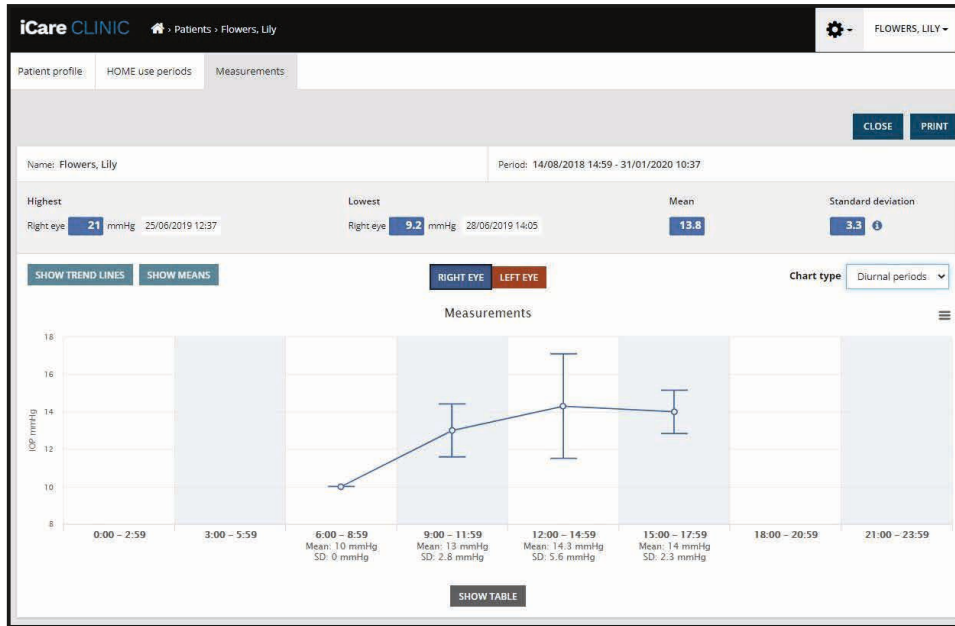 iCare CLINIC › Patients › Flowers, Lily FLOWERS, LILY
Patient profile HOME use periods Measurements
CLOSE PRINT
Name: Flowers, Lily Period: 14/08/2018 14:59 - 31/01/2020 10:37
Highest Lowest Mean Standard deviation
Right eye 21 mmHg 25/06/2019 12:37 Right eye 9.2 mmHg 28/06/2019 14:05 13.8 3.3 i
SHOW TREND LINES SHOW MEANS RIGHT EYE LEFT EYE Chart type Diurnal periods
Measurements
18
16
14
12
10
8
IOP mmHg
0:00 – 2:59 3:00 – 5:59 6:00 – 8:59 9:00 – 11:59 12:00 – 14:59 15:00 – 17:59 18:00 – 20:59 21:00 – 23:59
Mean: 10 mmHg Mean: 13 mmHg Mean: 14.3 mmHg Mean: 14 mmHg
SD: 0 mmHg SD: 2.8 mmHg SD: 5.6 mmHg SD: 2.3 mmHg
SHOW TABLE